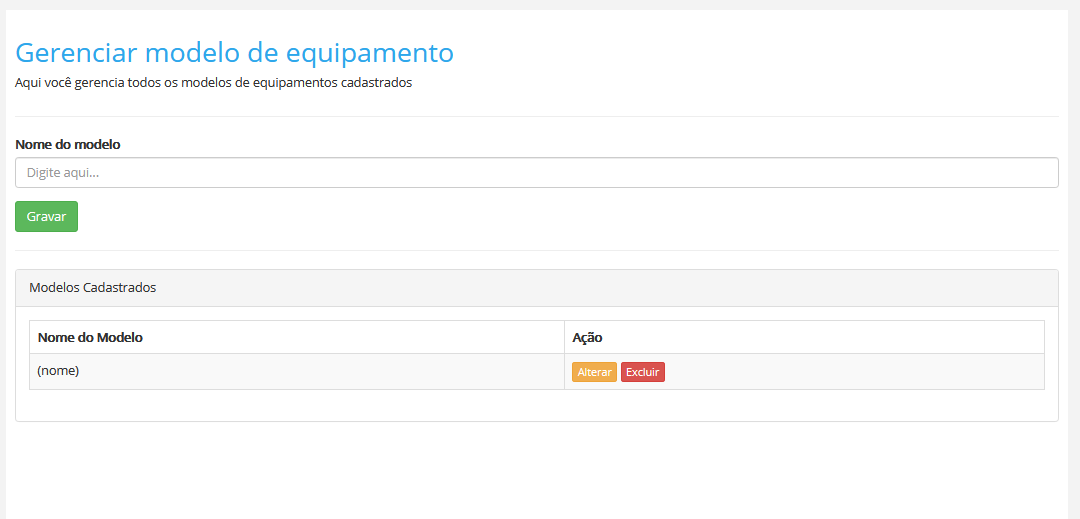 Gerenciar modelo de equipamento
Aqui você gerencia todos os modelos de equipamentos cadastrados
Nome do modelo
Digite aqui...
Gravar
Modelos Cadastrados
Nome do Modelo Ação
(nome) Alterar Excluir